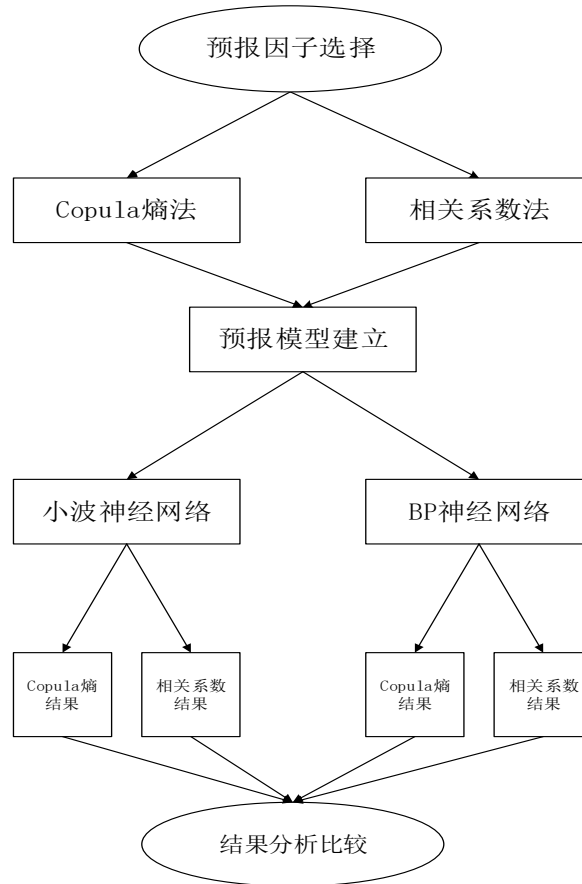 预报因子选择
Copula熵法
相关系数法
预报模型建立
小波神经网络
BP神经网络
Copula熵
结果
相关系数
结果
Copula熵
结果
相关系数
结果
结果分析比较